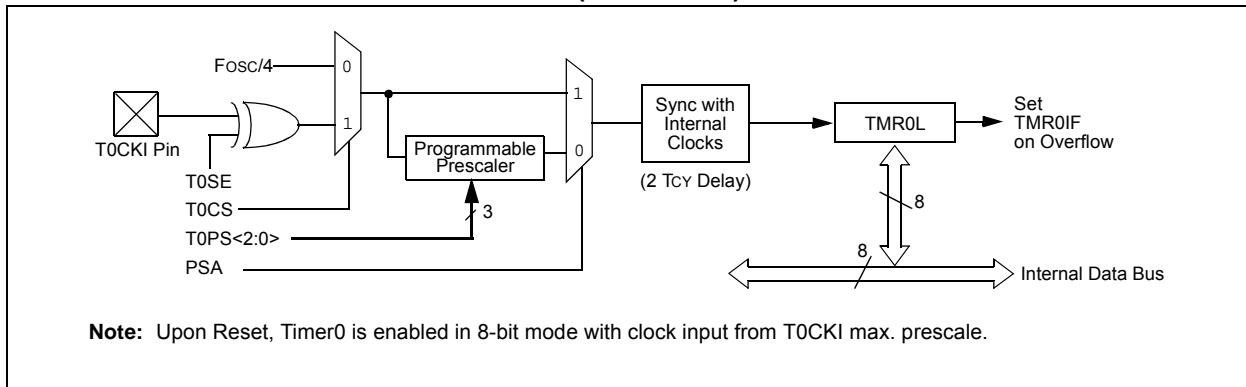 FOSC/4
0
1
T0CKI Pin
T0SE
T0CS
T0PS<2:0>
PSA
Programmable
Prescaler
3
1
0
Sync with
Internal
Clocks
(2 TCY Delay)
TMR0L
Set
TMR0IF
on Overflow
8
8
Internal Data Bus
Note: Upon Reset, Timer0 is enabled in 8-bit mode with clock input from T0CKI max. prescale.